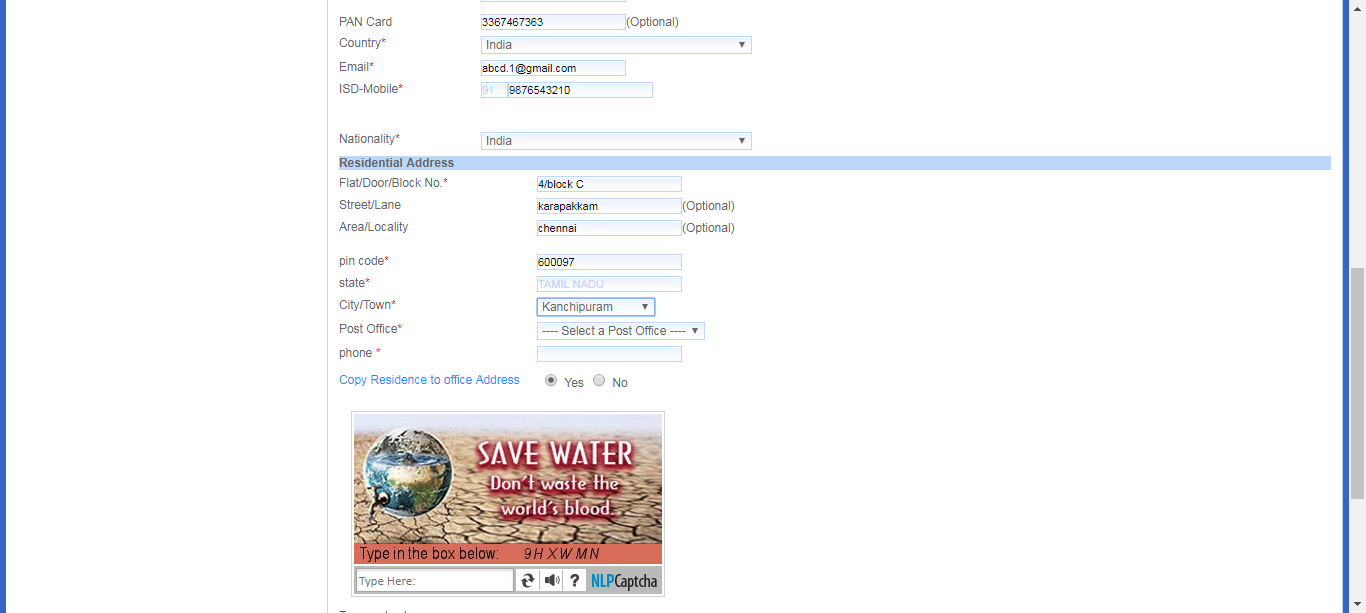 PAN Card 3367467363 (Optional)
Country* India
Email* abcd.1@gmail.com
ISD-Mobile* 91 9876543210
Nationality* India
Residential Address
Flat/Door/Block No.* 4/block C
Street/Lane karapakkam (Optional)
Area/Locality chennai (Optional)
pin code* 600097
state* TAMIL NADU
City/Town* Kanchipuram
Post Office* ---- Select a Post Office ----
phone *
Copy Residence to office Address Yes No
SAVE WATER
Don't waste the
world's blood.
Type in the box below: 9H XW MN
Type Here: ? NLPCaptcha